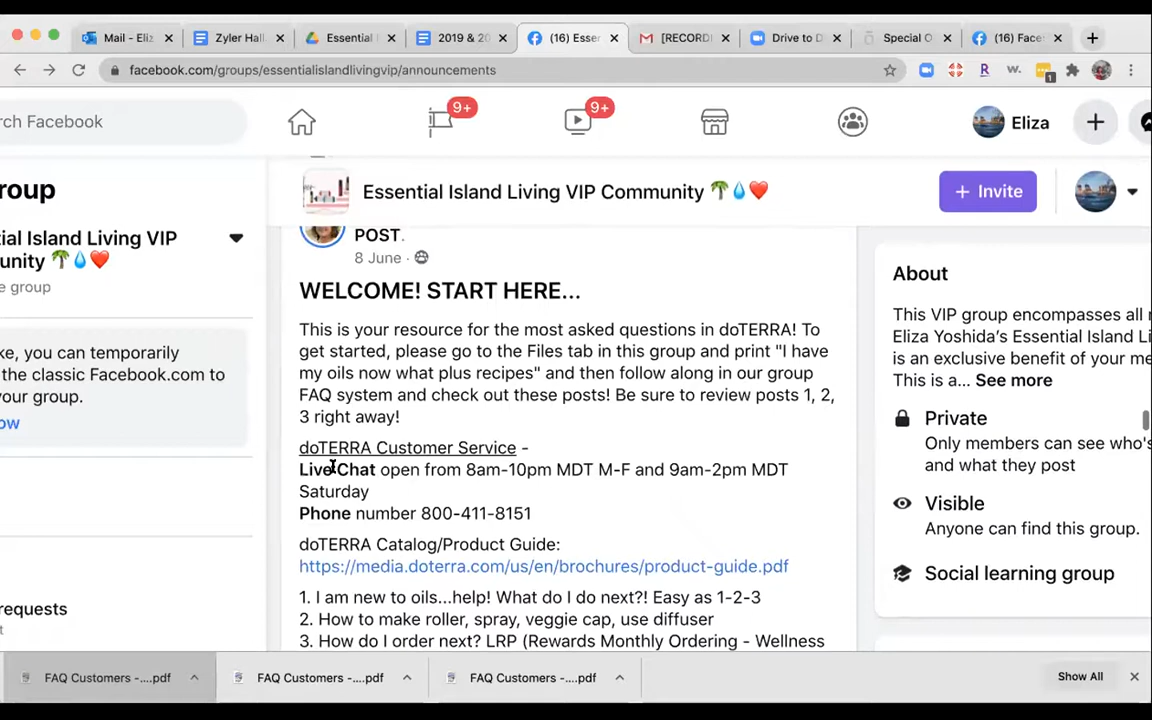 Mail - Eliz
Zyler Hall
Essential
2019 & 20
(16) Esser
[RECORD
Drive to D
Special O
(16) Face
facebook.com/groups/essentialislandlivingvip/announcements
rch Facebook
9+
9+
Eliza
roup
Essential Island Living VIP Community 🌴💧❤️
+ Invite
ial Island Living VIP
unity 🌴💧❤️
e group
ke, you can temporarily
the classic Facebook.com to
your group.
ow
requests
POST.
8 June ·
WELCOME! START HERE...
This is your resource for the most asked questions in doTERRA! To
get started, please go to the Files tab in this group and print "I have
my oils now what plus recipes" and then follow along in our group
FAQ system and check out these posts! Be sure to review posts 1, 2,
3 right away!
doTERRA Customer Service -
Live Chat open from 8am-10pm MDT M-F and 9am-2pm MDT
Saturday
Phone number 800-411-8151
doTERRA Catalog/Product Guide:
https://media.doterra.com/us/en/brochures/product-guide.pdf
1. I am new to oils...help! What do I do next?! Easy as 1-2-3
2. How to make roller, spray, veggie cap, use diffuser
3. How do I order next? LRP (Rewards Monthly Ordering - Wellness
About
This VIP group encompasses all
Eliza Yoshida's Essential Island Li
is an exclusive benefit of your me
This is a... See more
Private
Only members can see who's
and what they post
Visible
Anyone can find this group.
Social learning group
FAQ Customers -....pdf
FAQ Customers -....pdf
FAQ Customers -....pdf
Show All